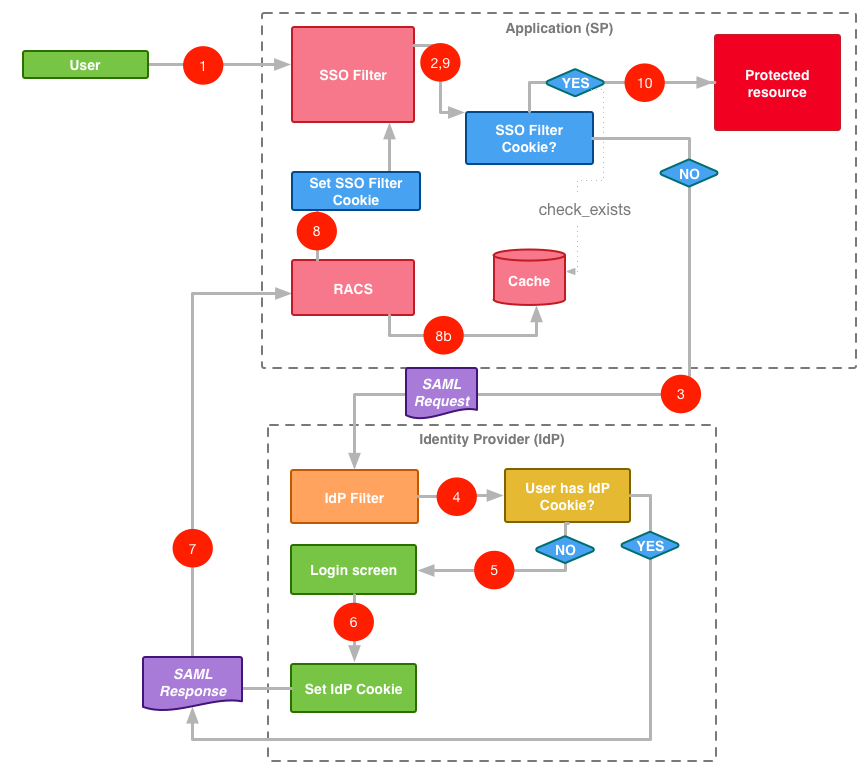 Application (SP)
User
1
SSO Filter
2,9
YES
10
Protected
resource
SSO Filter
Cookie?
NO
Set SSO Filter
Cookie
check_exists
8
RACS
Cache
8b
SAML
Request
3
Identity Provider (IdP)
IdP Filter
4
User has IdP
Cookie?
NO
YES
Login screen
5
7
6
SAML
Response
Set IdP Cookie